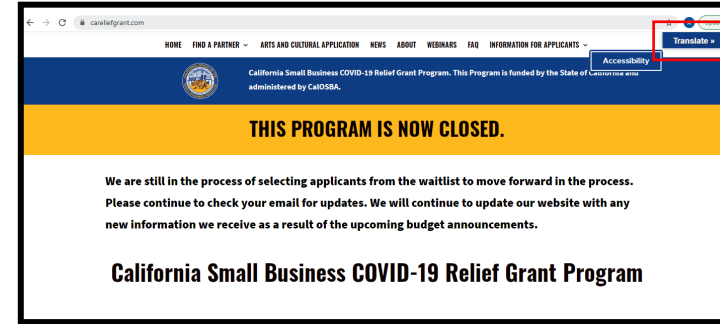 careliefgrant.com
Translate »
HOME FIND A PARTNER ARTS AND CULTURAL APPLICATION NEWS ABOUT WEBINARS FAQ INFORMATION FOR APPLICANTS
Accessibility
California Small Business COVID-19 Relief Grant Program. This Program is funded by the State of California and
administered by CalOSBA.
THIS PROGRAM IS NOW CLOSED.
We are still in the process of selecting applicants from the waitlist to move forward in the process.
Please continue to check your email for updates. We will continue to update our website with any
new information we receive as a result of the upcoming budget announcements.
California Small Business COVID-19 Relief Grant Program